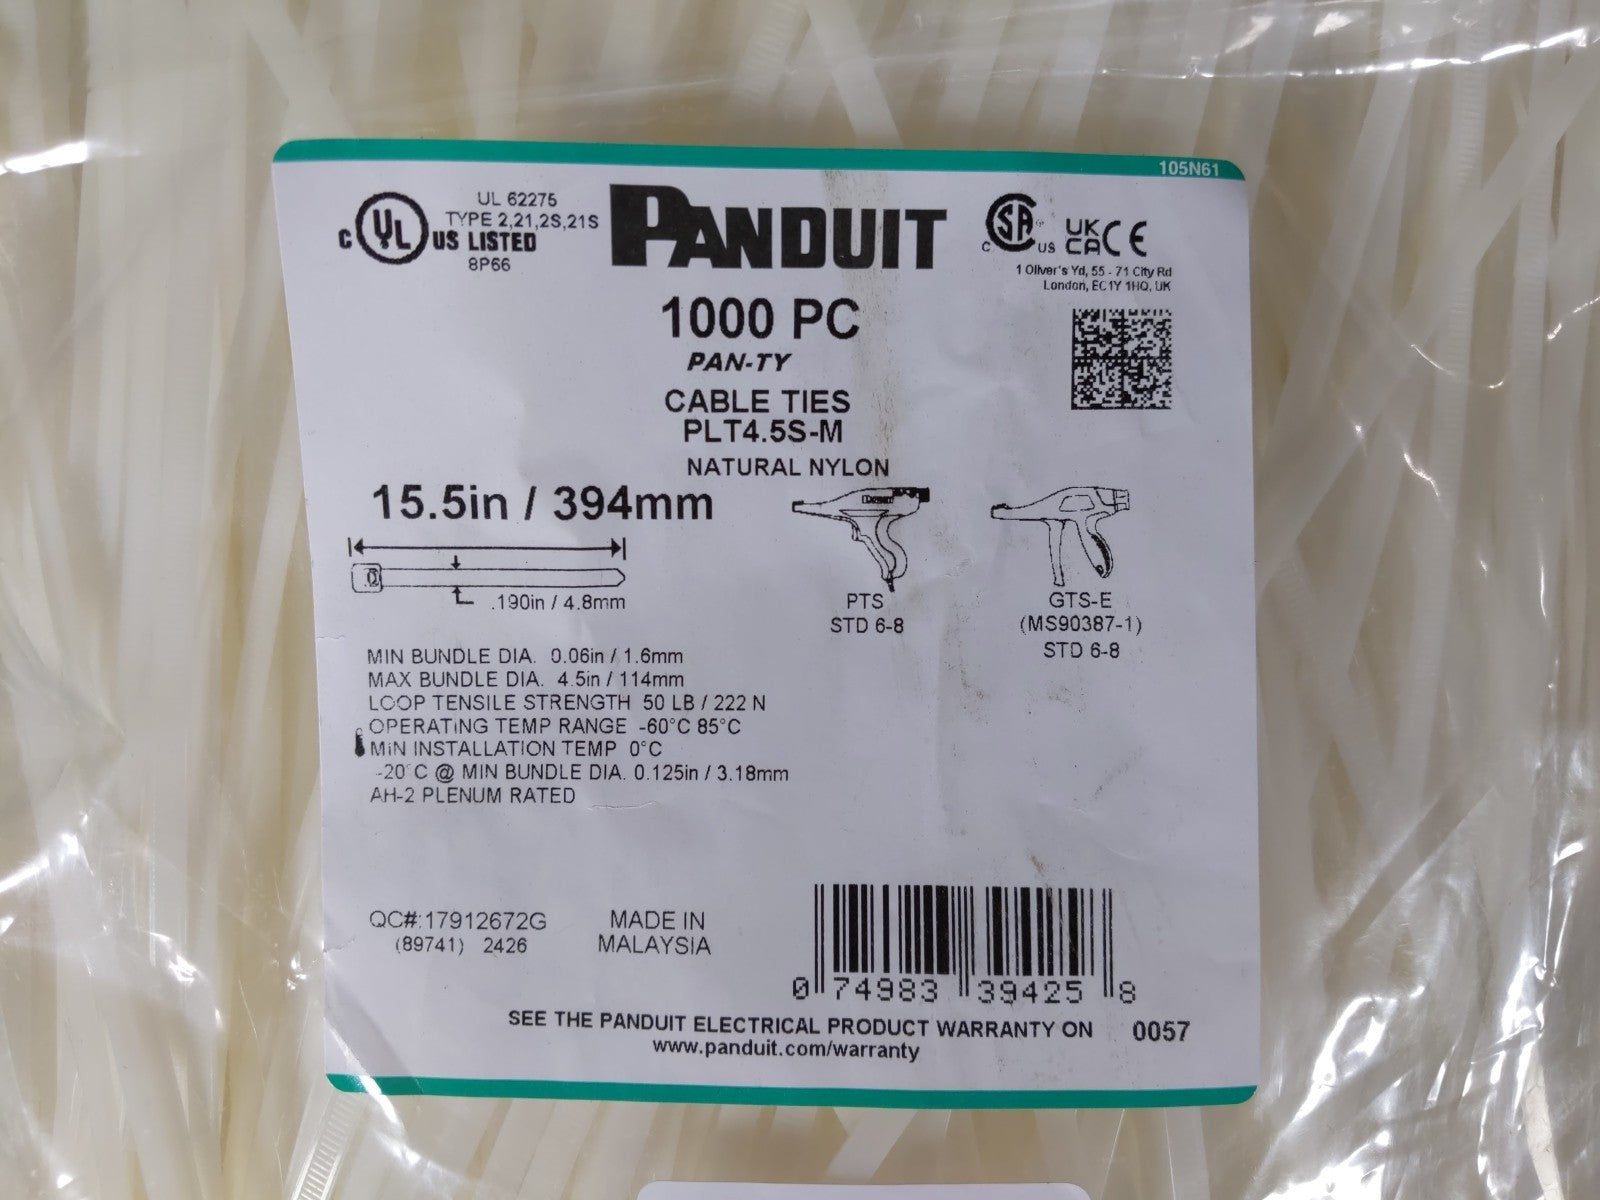 105N61
UL 62275
TYPE 2,21,2S,21S
C UL US LISTED
8P66
PANDUIT
C SA US UK CA CE
1 Oliver's Yd, 55 - 71 City Rd
London, EC1Y 1HQ, UK
1000 PC
PAN-TY
CABLE TIES
PLT4.5S-M
NATURAL NYLON
15.5in / 394mm
.190in / 4.8mm
PANDUIT
PTS
STD 6-8
GTS-E
(MS90387-1)
STD 6-8
MIN BUNDLE DIA. 0.06in / 1.6mm
MAX BUNDLE DIA. 4.5in / 114mm
LOOP TENSILE STRENGTH 50 LB / 222 N
OPERATING TEMP RANGE -60°C 85°C
MIN INSTALLATION TEMP 0°C
-20°C @ MIN BUNDLE DIA. 0.125in / 3.18mm
AH-2 PLENUM RATED
QC#:17912672G
(89741) 2426
MADE IN
MALAYSIA
0 74983 39425 8
SEE THE PANDUIT ELECTRICAL PRODUCT WARRANTY ON
www.panduit.com/warranty
0057